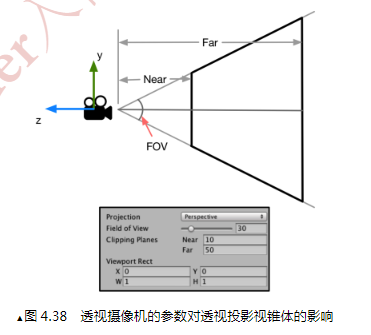 Far
y
Near
z
FOV
Projection Perspective
Field of View 30
Clipping Planes Near 10
Far 50
Viewport Rect
X 0 Y 0
W 1 H 1
▲图 4.38 透视摄像机的参数对透视投影视锥体的影响